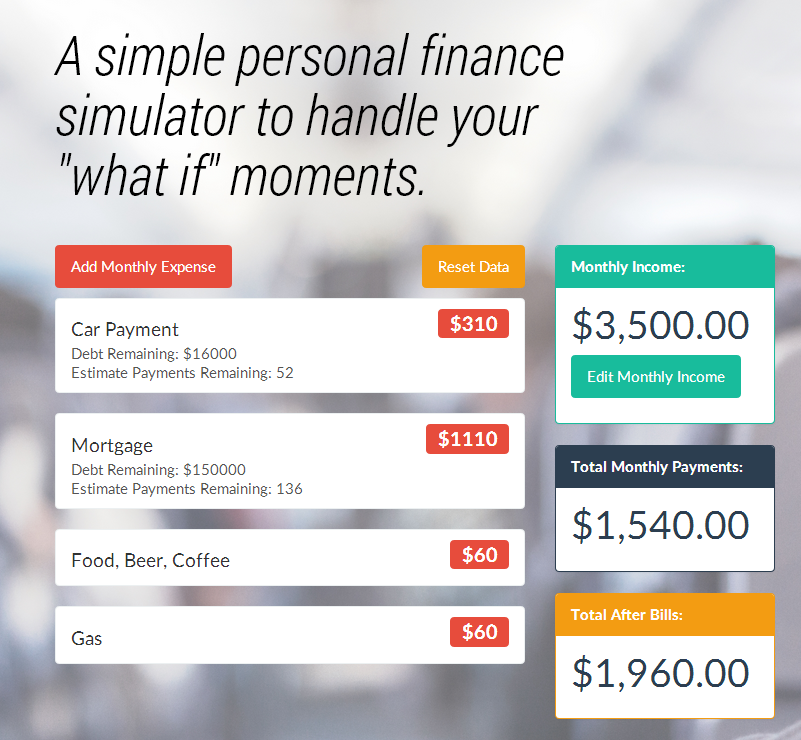 A simple personal finance
simulator to handle your
"what if" moments.
Add Monthly Expense
Reset Data
Car Payment
$310
Debt Remaining: $16000
Estimate Payments Remaining: 52
Mortgage
$1110
Debt Remaining: $150000
Estimate Payments Remaining: 136
Food, Beer, Coffee
$60
Gas
$60
Monthly Income:
$3,500.00
Edit Monthly Income
Total Monthly Payments:
$1,540.00
Total After Bills:
$1,960.00